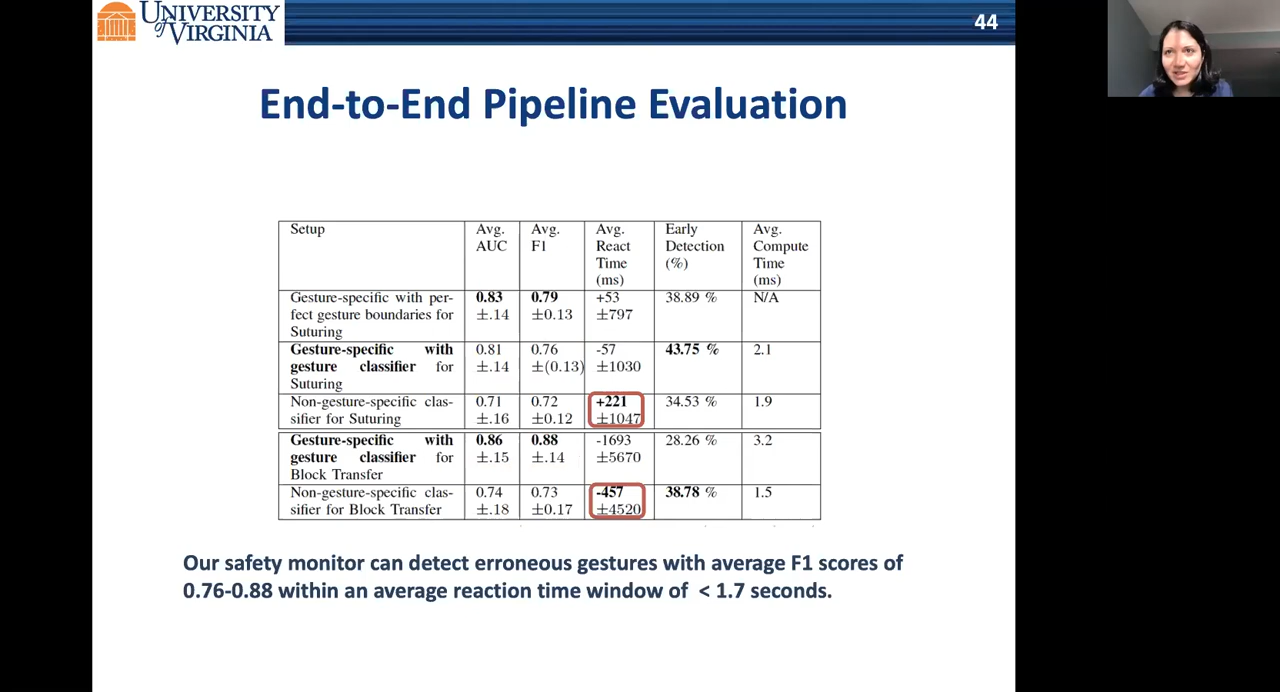 UNIVERSITY
of VIRGINIA
44
End-to-End Pipeline Evaluation
Setup
Avg. AUC
Avg. F1
Avg. React Time (ms)
Early Detection (%)
Avg. Compute Time (ms)
Gesture-specific with per-
fect gesture boundaries for
Suturing
0.83
±.14
0.79
±0.13
+53
±797
38.89 %
N/A
Gesture-specific with
gesture classifier for
Suturing
0.81
±.14
0.76
±(0.13)
-57
±1030
43.75 %
2.1
Non-gesture-specific clas-
sifier for Suturing
0.71
±.16
0.72
±0.12
+221
±1047
34.53 %
1.9
Gesture-specific with
gesture classifier for
Block Transfer
0.86
±.15
0.88
±.14
-1693
±5670
28.26 %
3.2
Non-gesture-specific clas-
sifier for Block Transfer
0.74
±.18
0.73
±0.17
-457
±4520
38.78 %
1.5
Our safety monitor can detect erroneous gestures with average F1 scores of
0.76-0.88 within an average reaction time window of < 1.7 seconds.